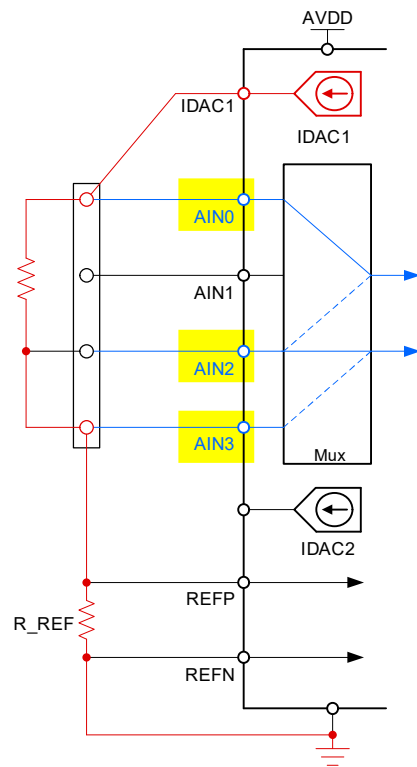 AVDD
IDAC1
IDAC1
AIN0
AIN1
AIN2
AIN3
Mux
IDAC2
REFP
R_REF
REFN